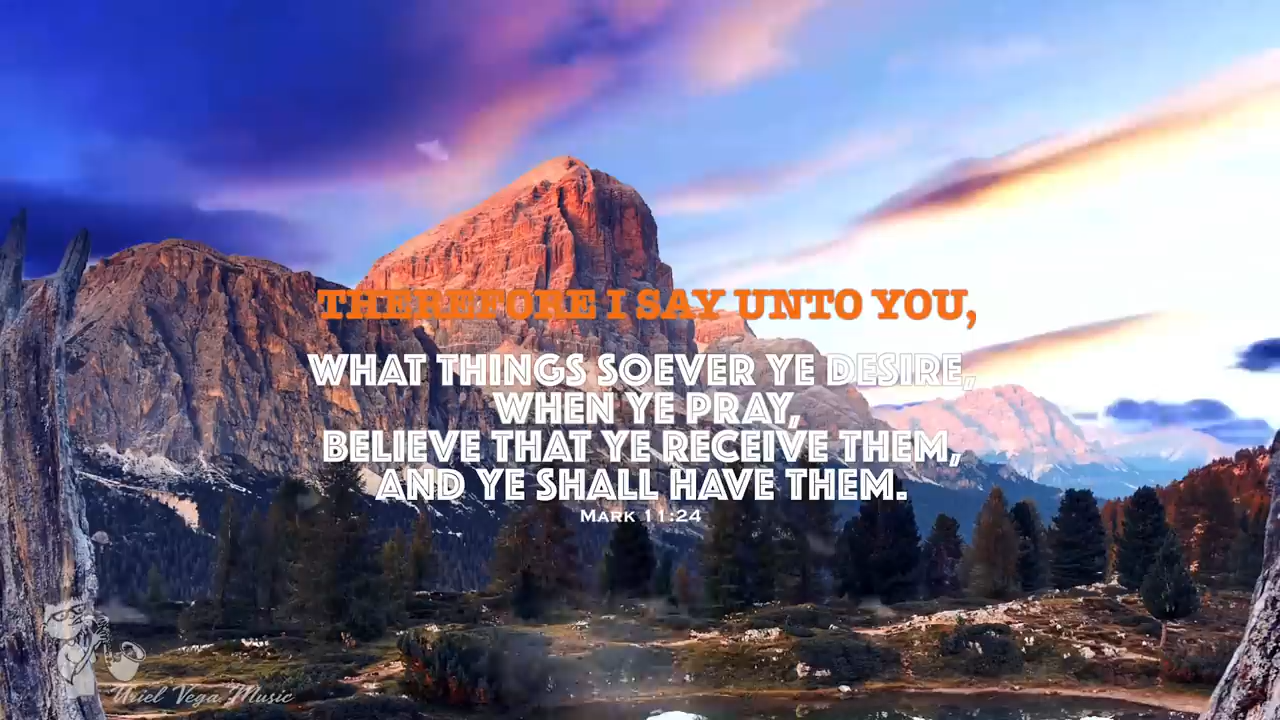 THEREFORE I SAY UNTO YOU,
WHAT THINGS SOEVER YE DESIRE,
WHEN YE PRAY,
BELIEVE THAT YE RECEIVE THEM,
AND YE SHALL HAVE THEM.
MARK 11:24
Uriel Vega Music